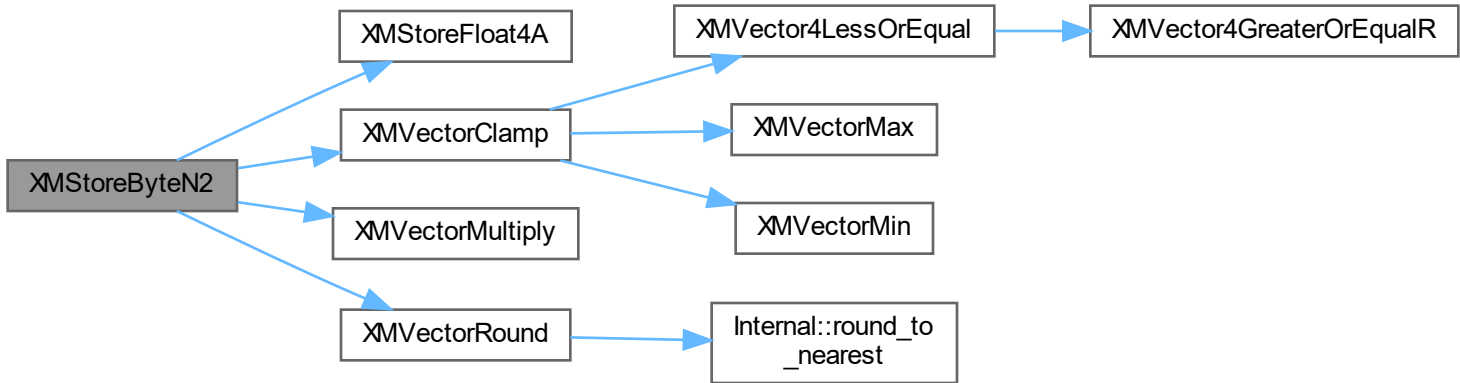 XMStoreByteN2
XMStoreFloat4A
XMVectorClamp
XMVectorMultiply
XMVectorRound
XMVector4LessOrEqual
XMVectorMax
XMVectorMin
Internal::round_to
_nearest
XMVector4GreaterOrEqualR